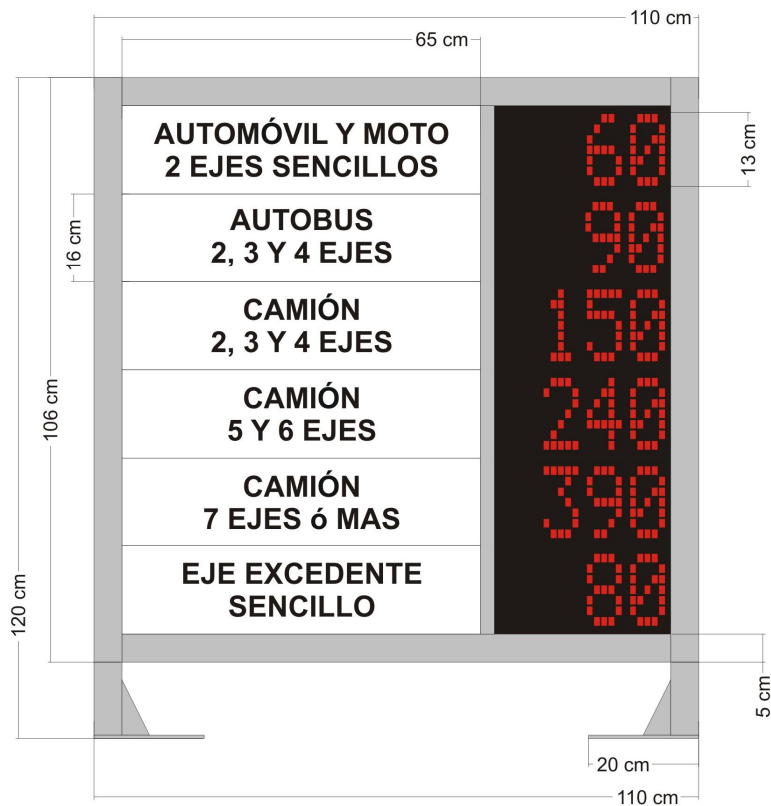 110 cm
65 cm
AUTOMÓVIL Y MOTO
2 EJES SENCILLOS
60
13 cm
AUTOBUS
2, 3 Y 4 EJES
90
16 cm
CAMIÓN
2, 3 Y 4 EJES
150
CAMIÓN
5 Y 6 EJES
240
106 cm
CAMIÓN
7 EJES ó MAS
390
EJE EXCEDENTE
SENCILLO
80
120 cm
5 cm
20 cm
110 cm